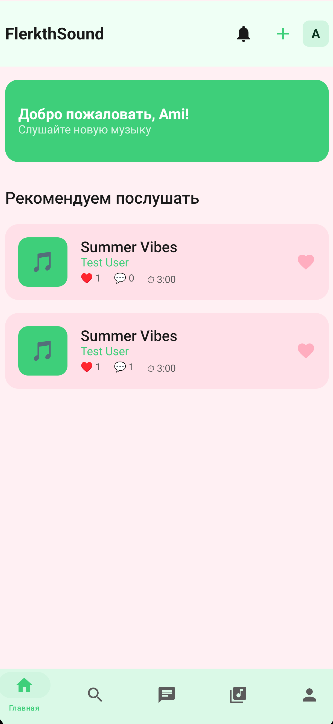 FlerkthSound
A
Добро пожаловать, Ami!
Слушайте новую музыку
Рекомендуем послушать
Summer Vibes
Test User
❤️ 1 💬 0 ⏱ 3:00
Summer Vibes
Test User
❤️ 1 💬 1 ⏱ 3:00
Главная